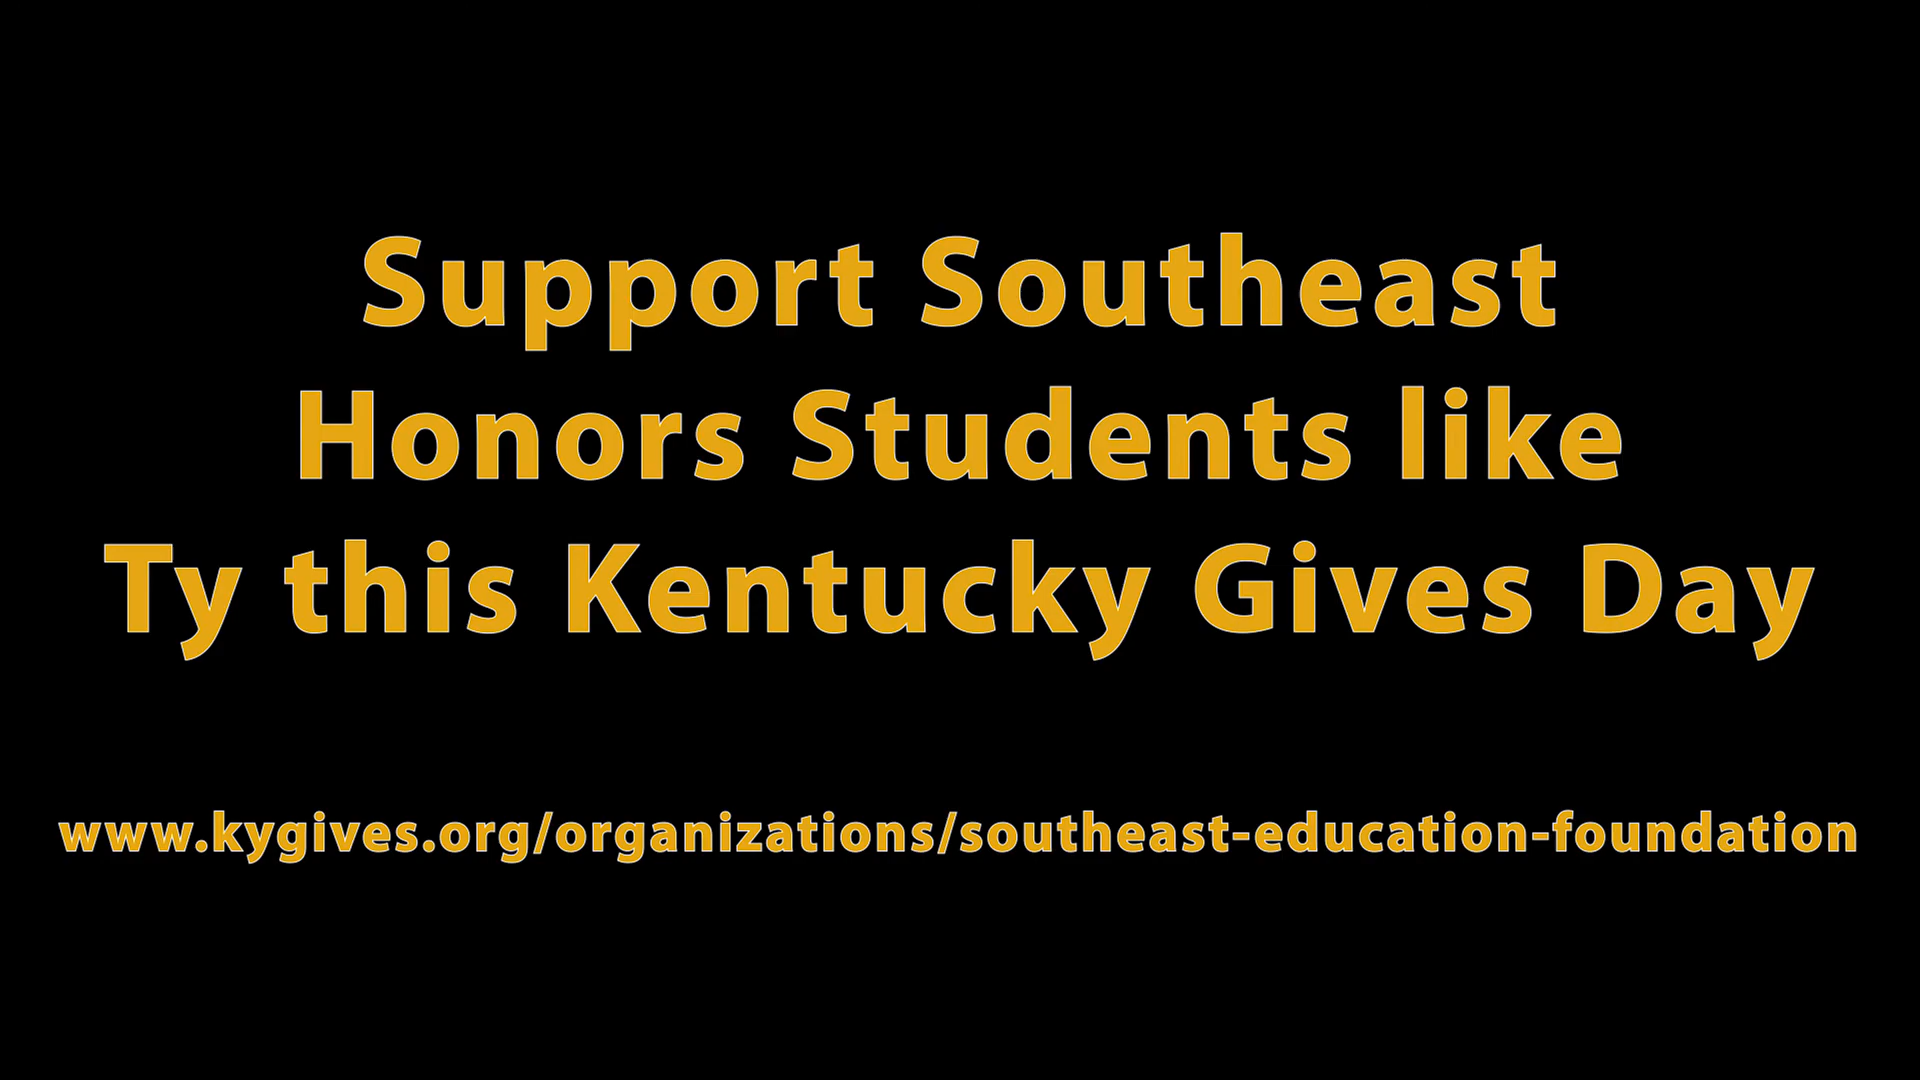 Support Southeast
Honors Students like
Ty this Kentucky Gives Day
www.kygives.org/organizations/southeast-education-foundation